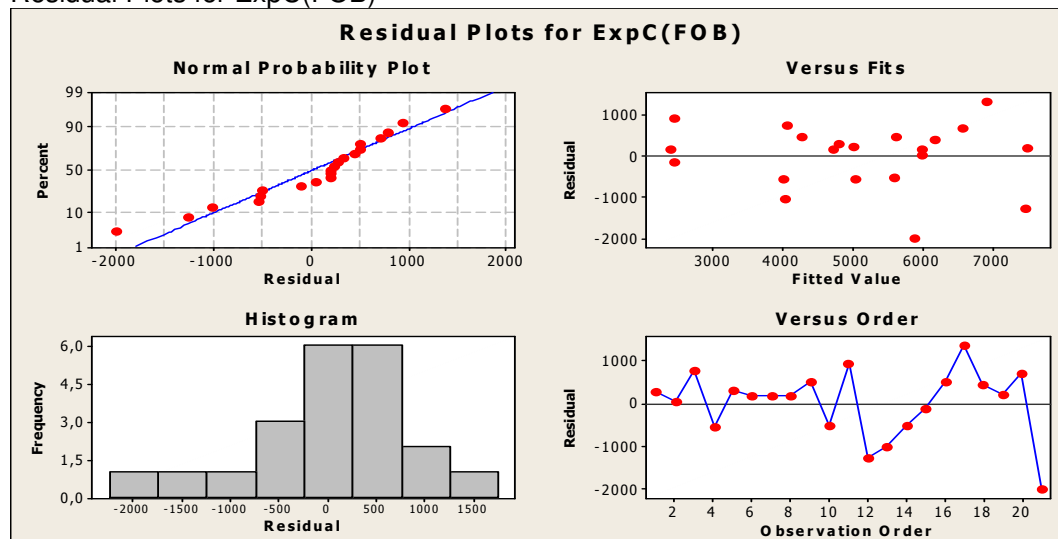 Residual Plots for ExpC(FOB)
Residual Plots for ExpC(FOB)
Normal Probability Plot
99
90
50
10
1
Percent
-2000 -1000 0 1000 2000
Residual
Versus Fits
1000
0
-1000
-2000
Residual
3000 4000 5000 6000 7000
Fitted Value
Histogram
6,0
4,5
3,0
1,5
0,0
Frequency
-2000 -1500 -1000 -500 0 500 1000 1500
Residual
Versus Order
1000
0
-1000
-2000
Residual
2 4 6 8 10 12 14 16 18 20
Observation Order